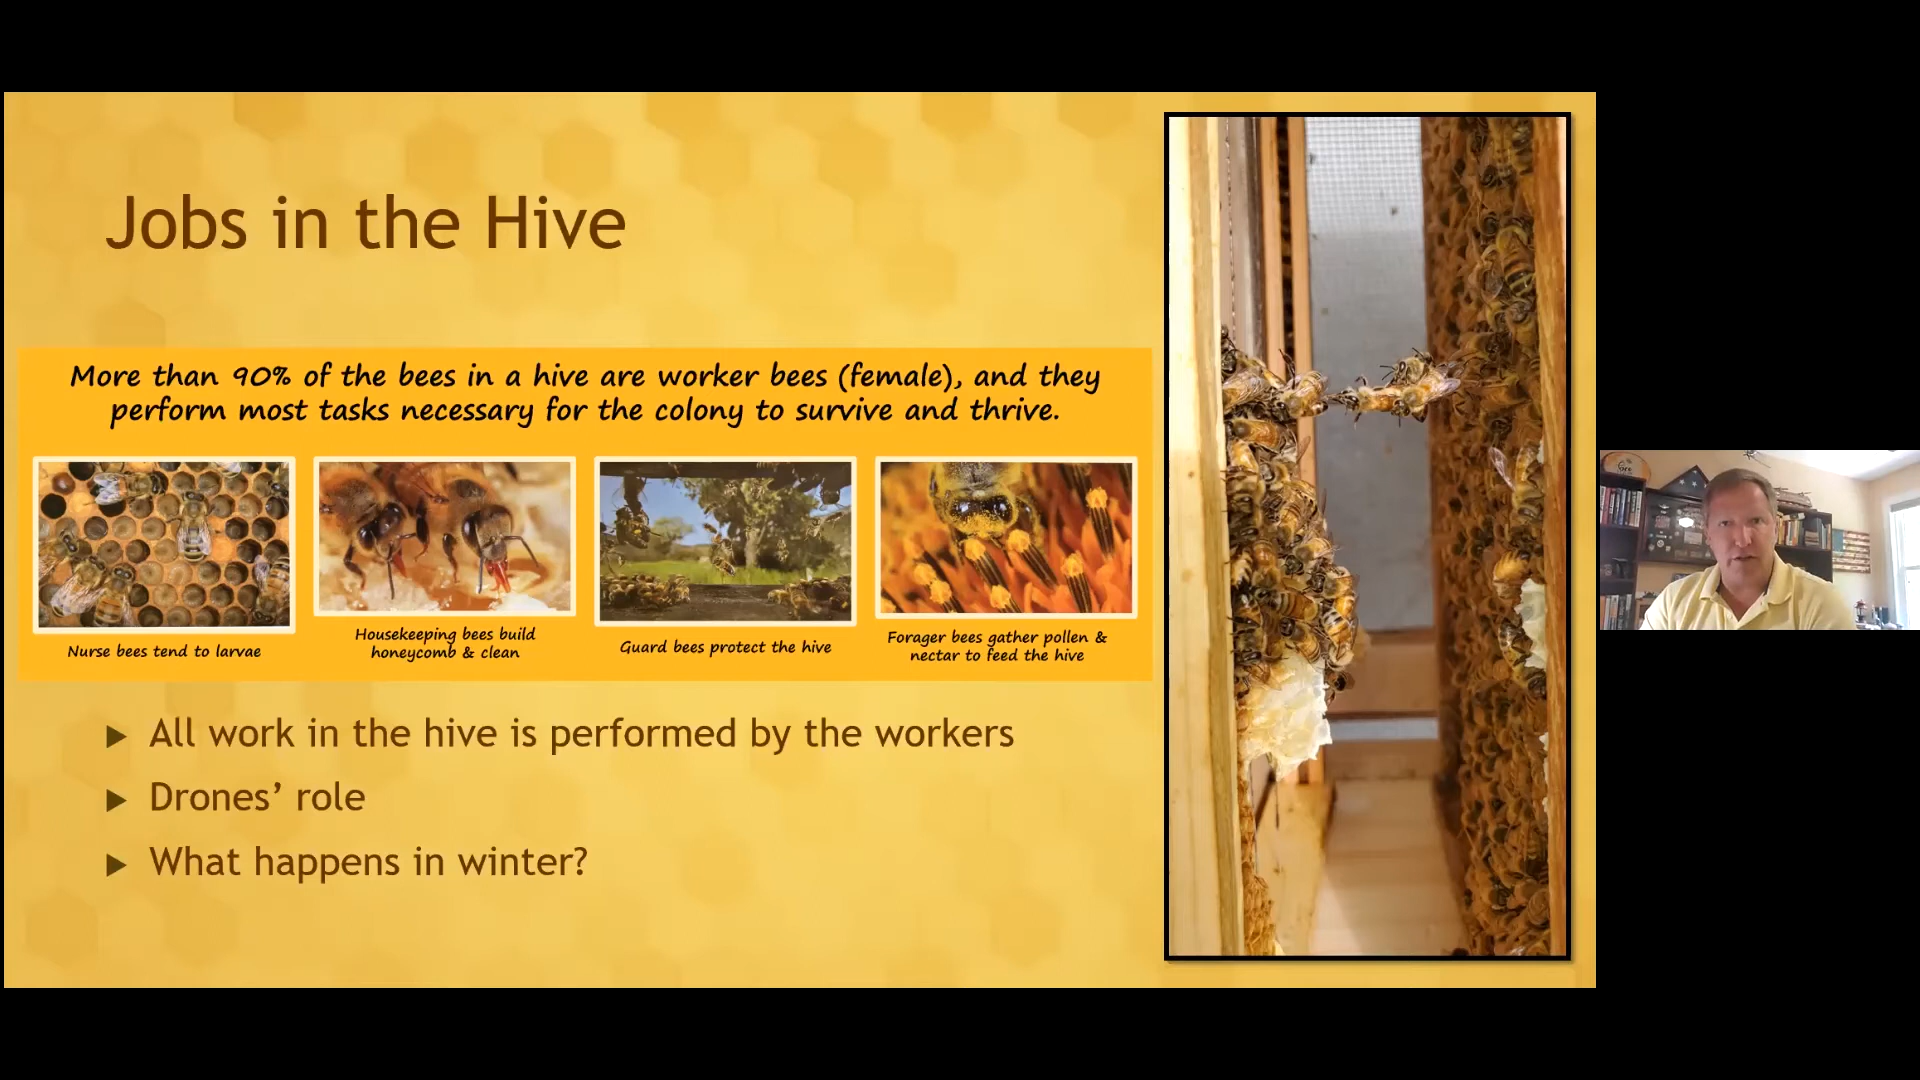 Jobs in the Hive
More than 90% of the bees in a hive are worker bees (female), and they
perform most tasks necessary for the colony to survive and thrive.
Nurse bees tend to larvae
Housekeeping bees build
honeycomb & clean
Guard bees protect the hive
Forager bees gather pollen &
nectar to feed the hive
All work in the hive is performed by the workers
Drones’ role
What happens in winter?